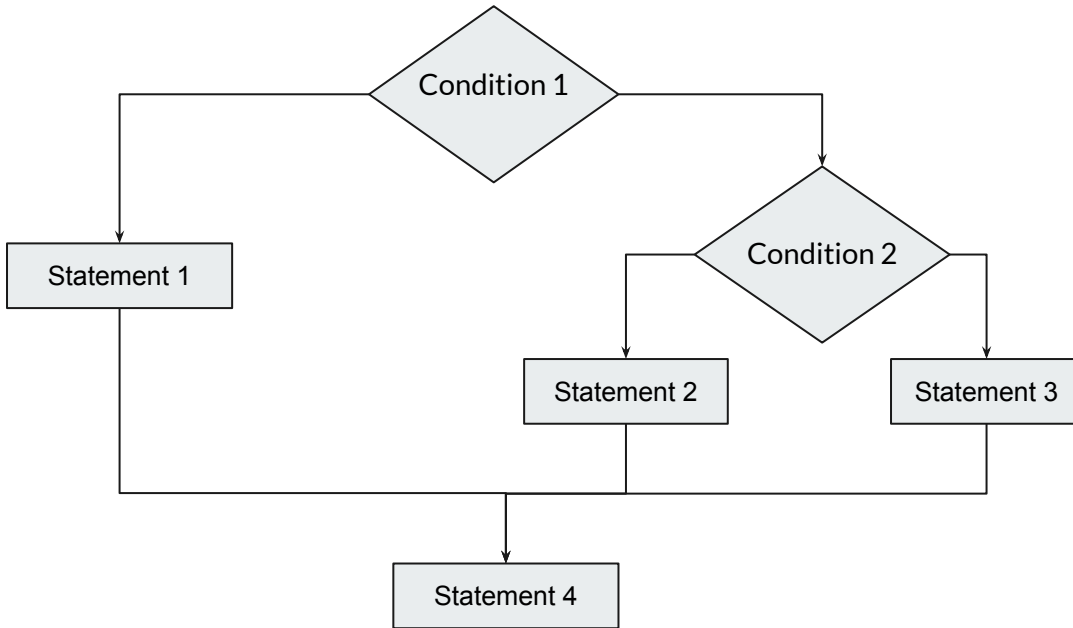 Condition 1
Condition 2
Statement 1
Statement 2
Statement 3
Statement 4